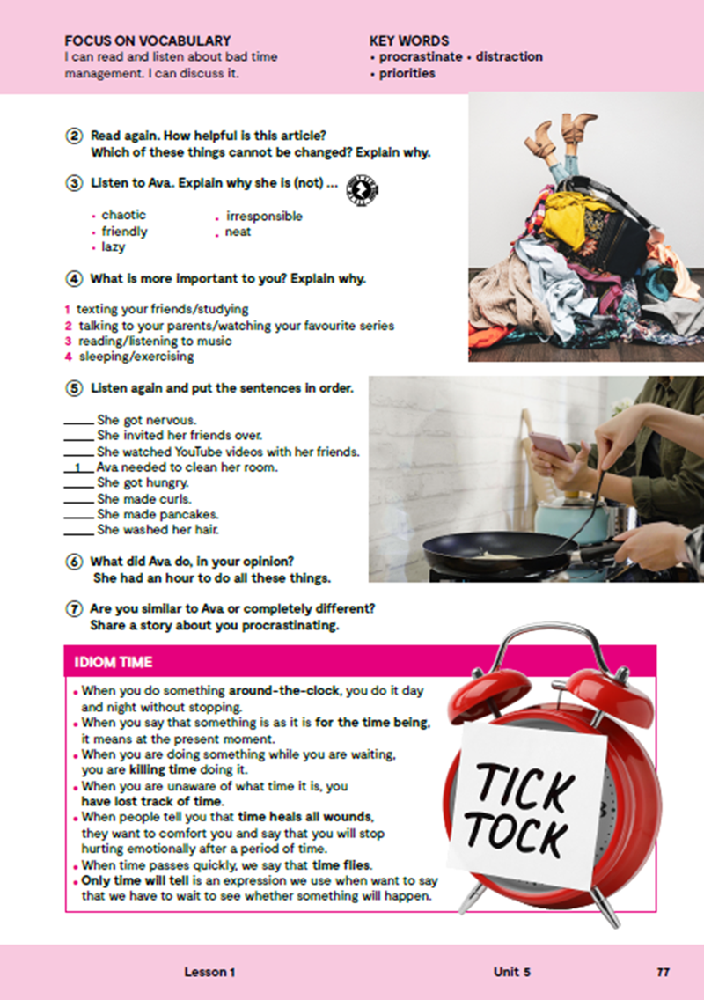 FOCUS ON VOCABULARY
I can read and listen about bad time
management. I can discuss it.
KEY WORDS
• procrastinate • distraction
• priorities
2 Read again. How helpful is this article?
Which of these things cannot be changed? Explain why.
3 Listen to Ava. Explain why she is (not) ...
• chaotic
• friendly
• lazy
• irresponsible
• neat
4 What is more important to you? Explain why.
1 texting your friends/studying
2 talking to your parents/watching your favourite series
3 reading/listening to music
4 sleeping/exercising
5 Listen again and put the sentences in order.
_____ She got nervous.
_____ She invited her friends over.
_____ She watched YouTube videos with her friends.
__1__ Ava needed to clean her room.
_____ She got hungry.
_____ She made curls.
_____ She made pancakes.
_____ She washed her hair.
6 What did Ava do, in your opinion?
She had an hour to do all these things.
7 Are you similar to Ava or completely different?
Share a story about you procrastinating.
IDIOM TIME
• When you do something around-the-clock, you do it day
and night without stopping.
• When you say that something is as it is for the time being,
it means at the present moment.
• When you are doing something while you are waiting,
you are killing time doing it.
• When you are unaware of what time it is, you
have lost track of time.
• When people tell you that time heals all wounds,
they want to comfort you and say that you will stop
hurting emotionally after a period of time.
• When time passes quickly, we say that time flies.
• Only time will tell is an expression we use when want to say
that we have to wait to see whether something will happen.
TICK
TOCK
3
Lesson 1
Unit 5
77